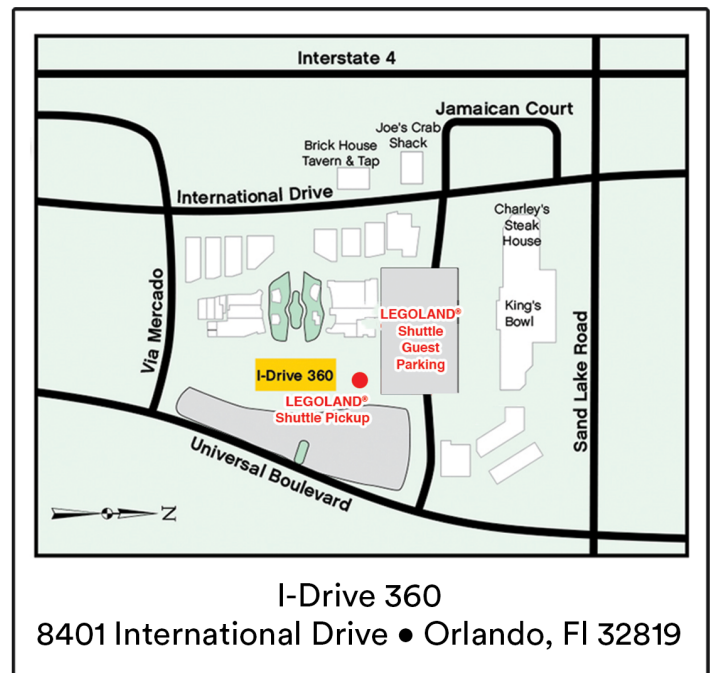 Interstate 4
Jamaican Court
Joe's Crab
Shack
Brick House
Tavern & Tap
International Drive
Charley's
Steak
House
Via Mercado
King's
Bowl
LEGOLAND®
Shuttle
Guest
Parking
Sand Lake Road
I-Drive 360
LEGOLAND®
Shuttle Pickup
Universal Boulevard
N
I-Drive 360
8401 International Drive • Orlando, Fl 32819